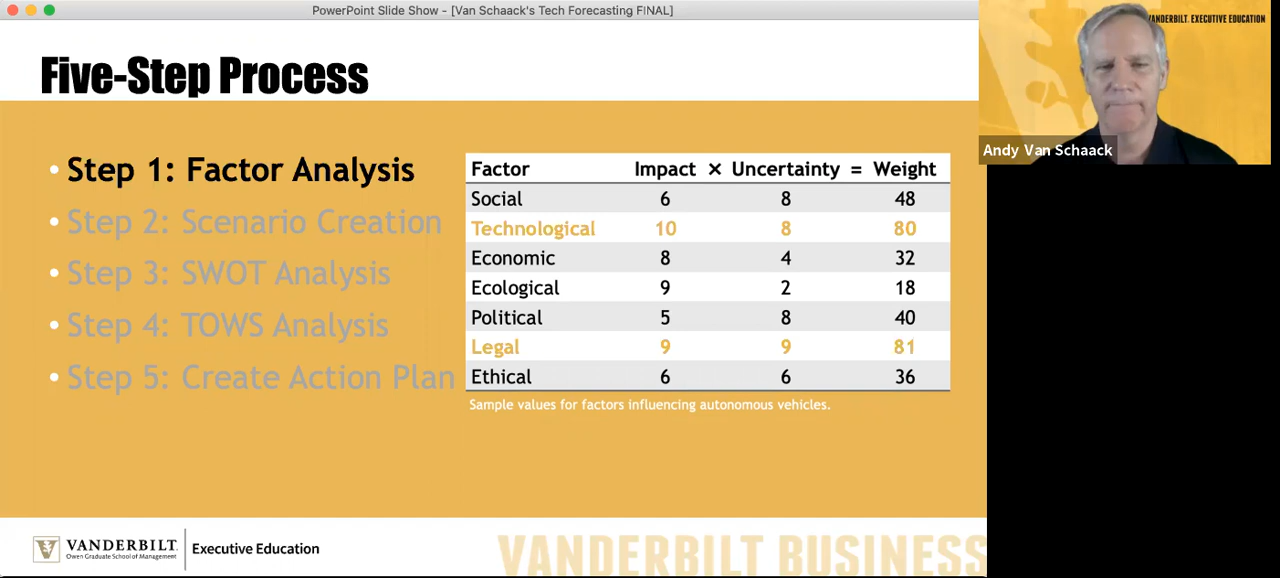 PowerPoint Slide Show - [Van Schaack's Tech Forecasting FINAL]
VANDERBILT. EXECUTIVE EDUCATION
Andy Van Schaack
Five-Step Process
• Step 1: Factor Analysis
• Step 2: Scenario Creation
• Step 3: SWOT Analysis
• Step 4: TOWS Analysis
• Step 5: Create Action Plan
Factor Impact × Uncertainty = Weight
Social 6 8 48
Technological 10 8 80
Economic 8 4 32
Ecological 9 2 18
Political 5 8 40
Legal 9 9 81
Ethical 6 6 36
Sample values for factors influencing autonomous vehicles.
VANDERBILT
Owen Graduate School of Management
Executive Education
VANDERBILT BUSINESS